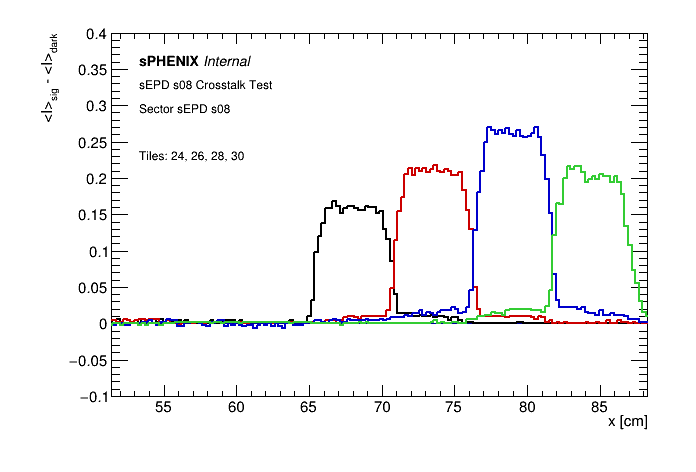 <I>sig - <I>dark
0.4
0.35
0.3
0.25
0.2
0.15
0.1
0.05
0
−0.05
−0.1
sPHENIX Internal
sEPD s08 Crosstalk Test
Sector sEPD s08
Tiles: 24, 26, 28, 30
55 60 65 70 75 80 85
x [cm]